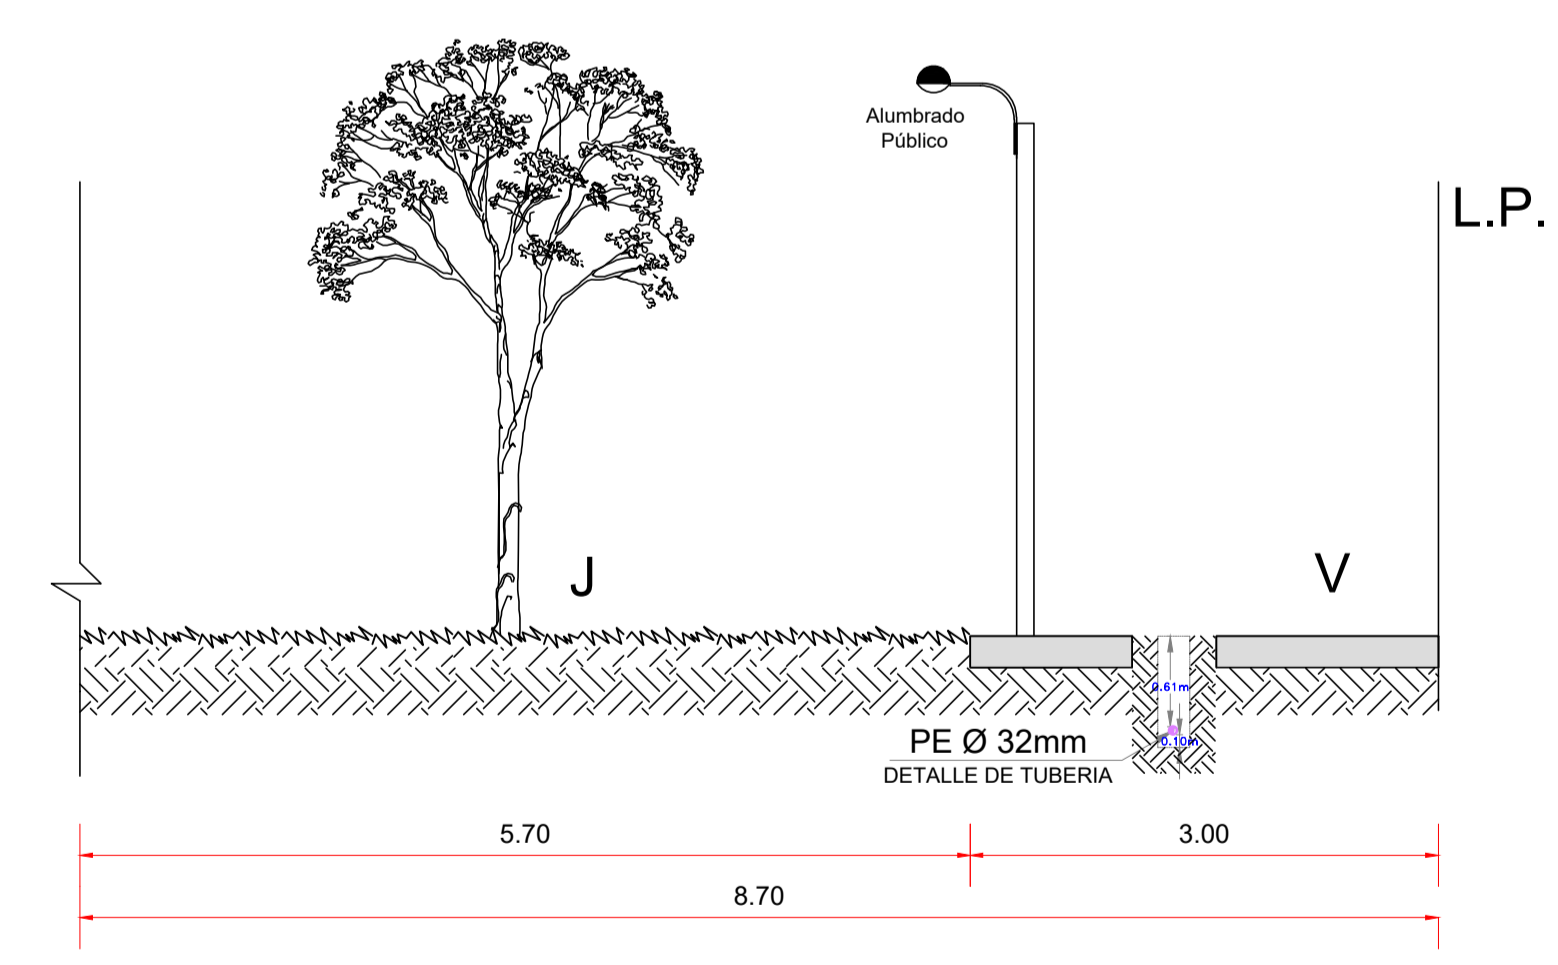 Alumbrado
Público
L.P.
J
V
0.61m
0.10m
PE Ø 32mm
DETALLE DE TUBERIA
5.70
3.00
8.70